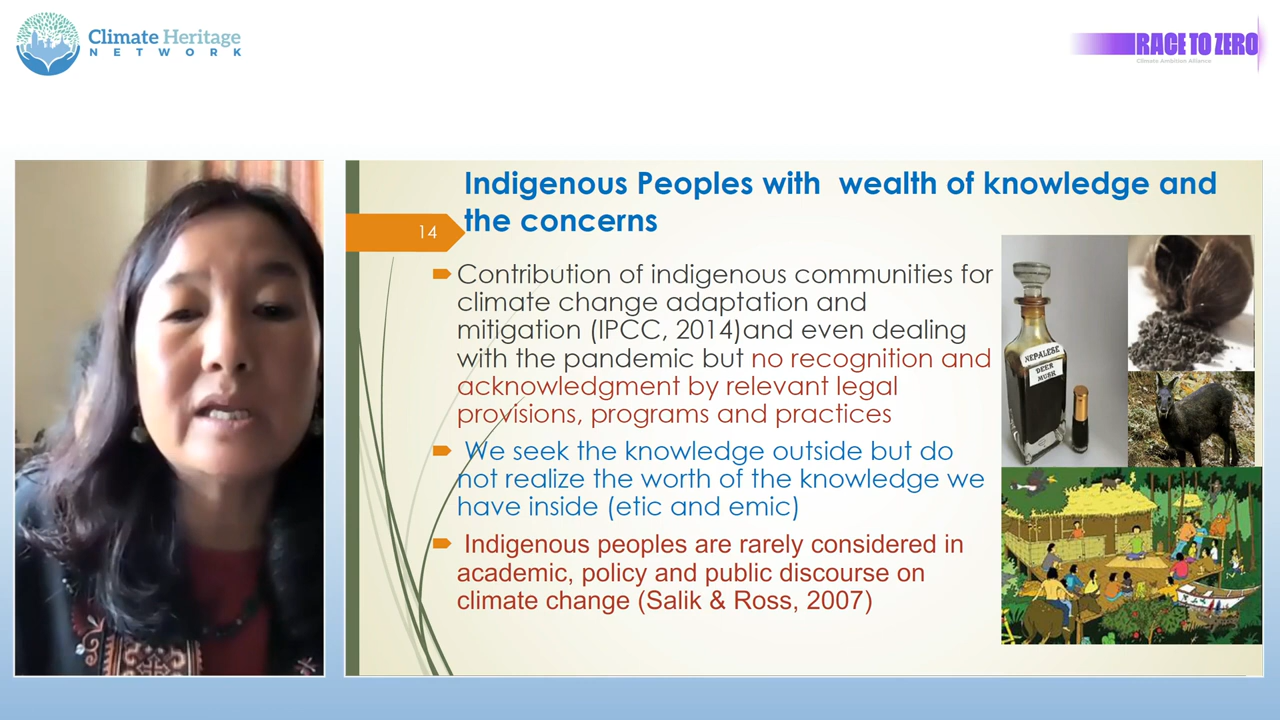 Climate Heritage
NETWORK
RACE TO ZERO
Climate Ambition Alliance
Indigenous Peoples with  wealth of knowledge and
the concerns
14
Contribution of indigenous communities for
climate change adaptation and
mitigation (IPCC, 2014)and even dealing
with the pandemic but no recognition and
acknowledgment by relevant legal
provisions, programs and practices
We seek the knowledge outside but do
not realize the worth of the knowledge we
have inside (etic and emic)
Indigenous peoples are rarely considered in
academic, policy and public discourse on
climate change (Salik & Ross, 2007)
NEPALESE
DEER
MUSK